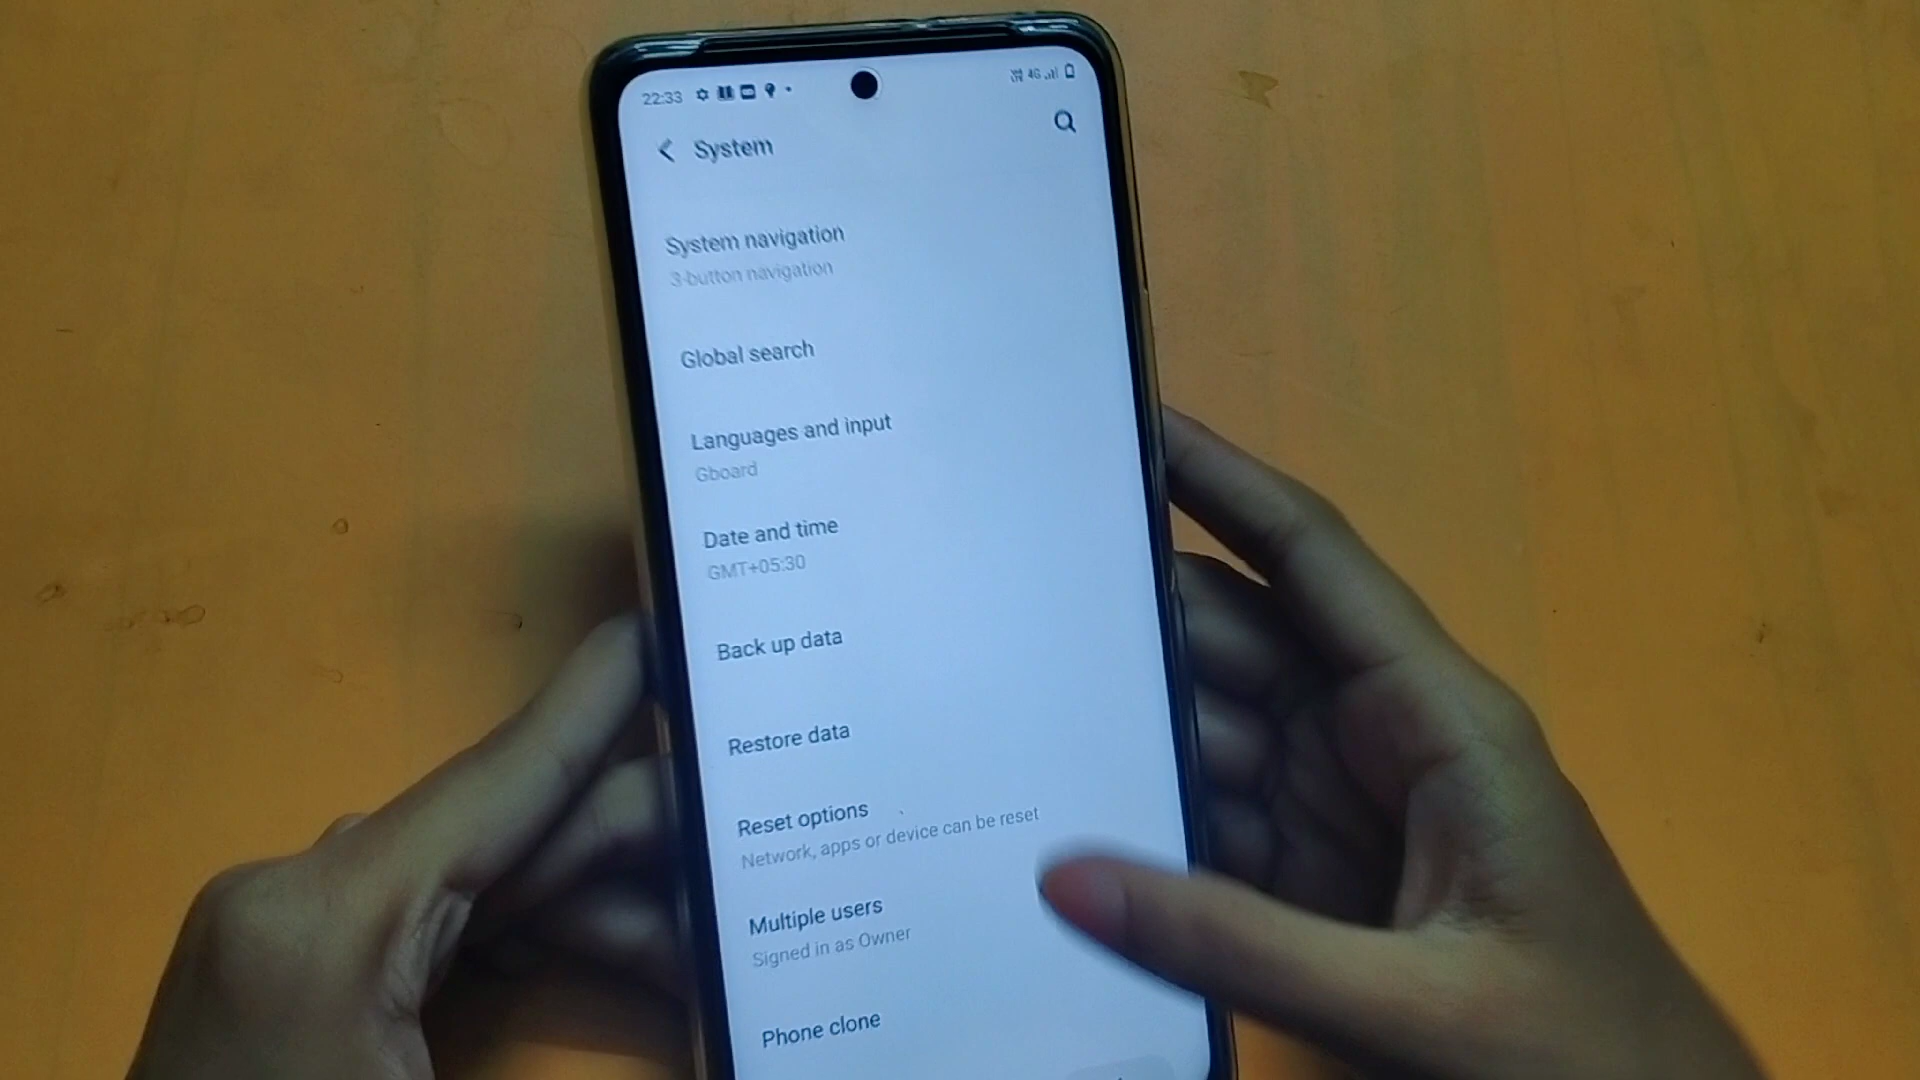 22:33
4G
System
System navigation
3-button navigation
Global search
Languages and input
Gboard
Date and time
GMT+05:30
Back up data
Restore data
Reset options
Network, apps or device can be reset
Multiple users
Signed in as Owner
Phone clone